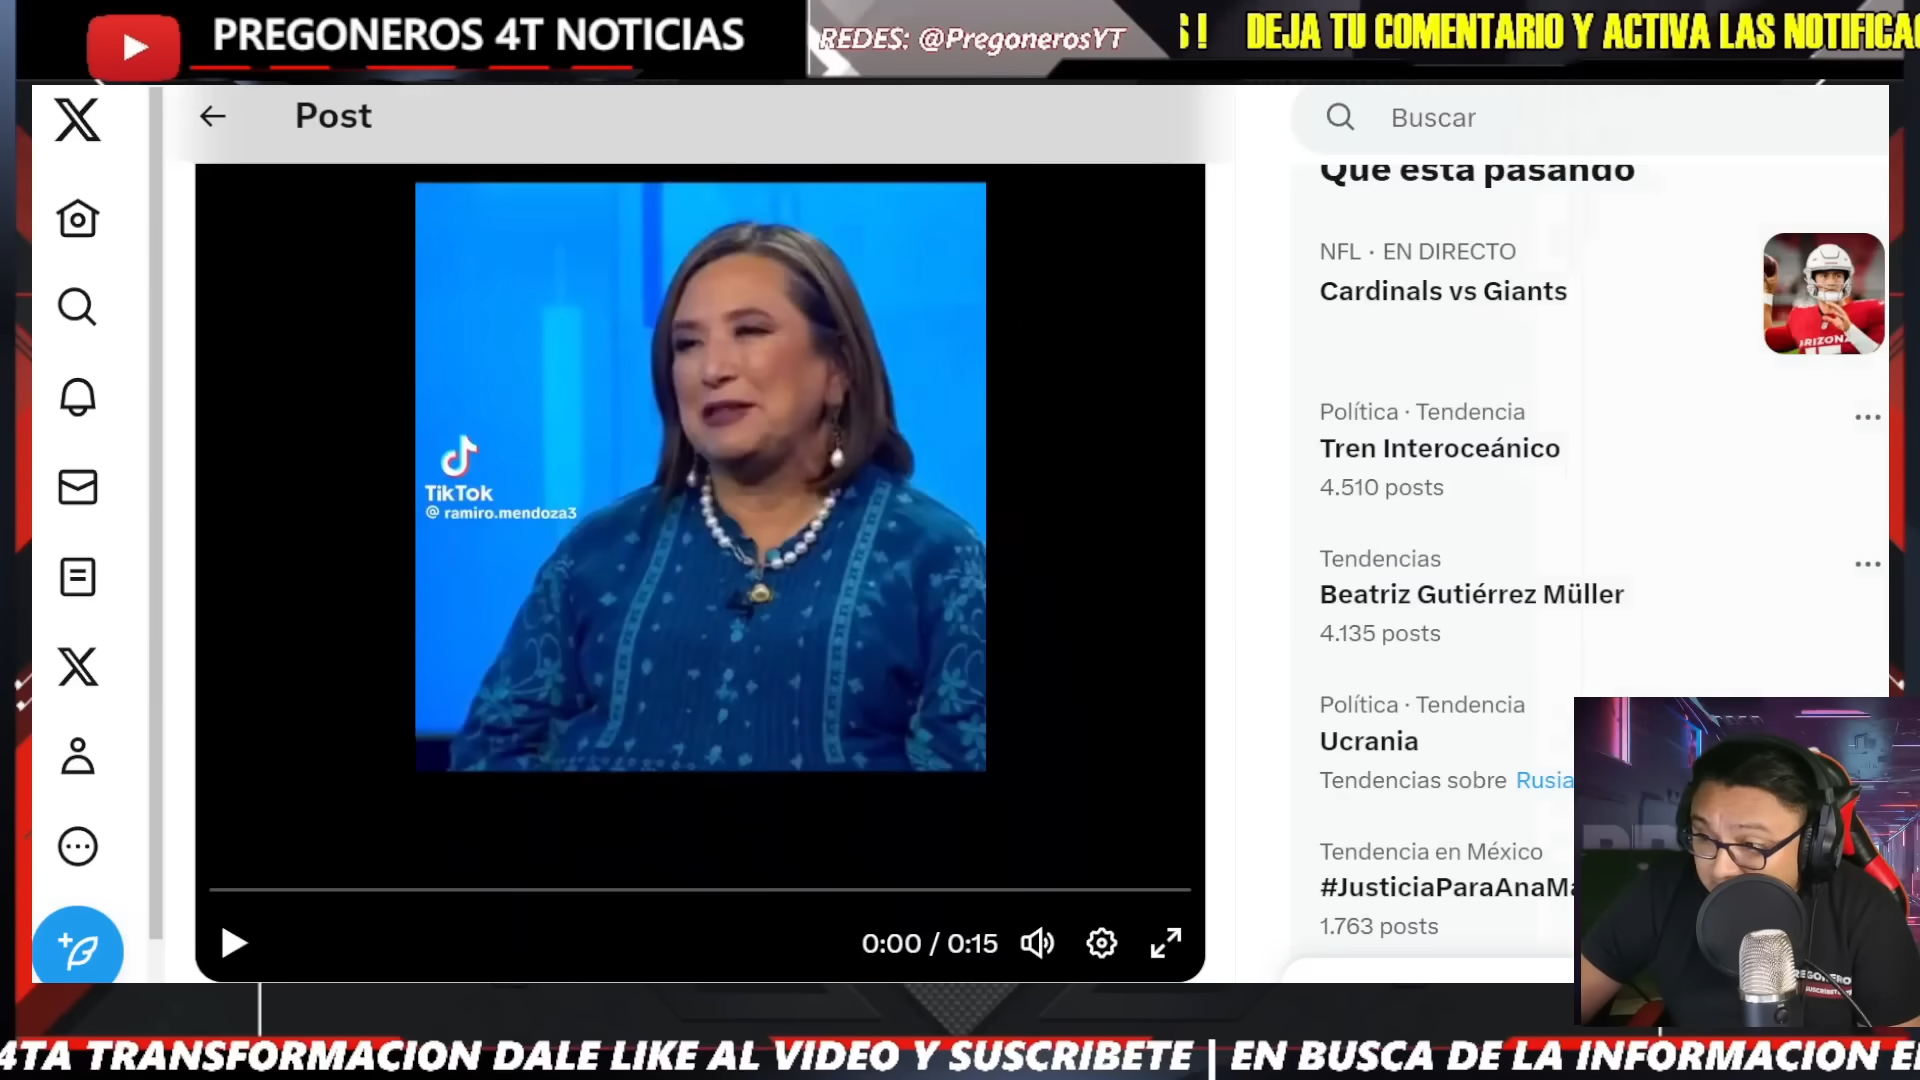 PREGONEROS 4T NOTICIAS
REDES: @PregonerosYT
S! DEJA TU COMENTARIO Y ACTIVA LAS NOTIFICA
Post
Buscar
Qué está pasando
NFL · EN DIRECTO
Cardinals vs Giants
Política · Tendencia
Tren Interoceánico
4.510 posts
Tendencias
Beatriz Gutiérrez Müller
4.135 posts
Política · Tendencia
Ucrania
Tendencias sobre Rusia
Tendencia en México
#JusticiaParaAnaMa
1.763 posts
TikTok
@ ramiro.mendoza3
0:00 / 0:15
4TA TRANSFORMACION DALE LIKE AL VIDEO Y SUSCRIBETE | EN BUSCA DE LA INFORMACION E